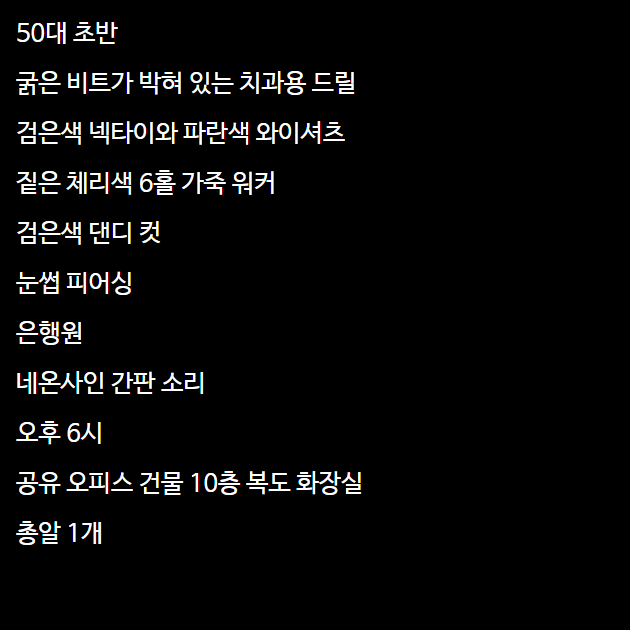 50대 초반
굵은 비트가 박혀 있는 치과용 드릴
검은색 넥타이와 파란색 와이셔츠
짙은 체리색 6홀 가죽 워커
검은색 댄디 컷
눈썹 피어싱
은행원
네온사인 간판 소리
오후 6시
공유 오피스 건물 10층 복도 화장실
총알 1개